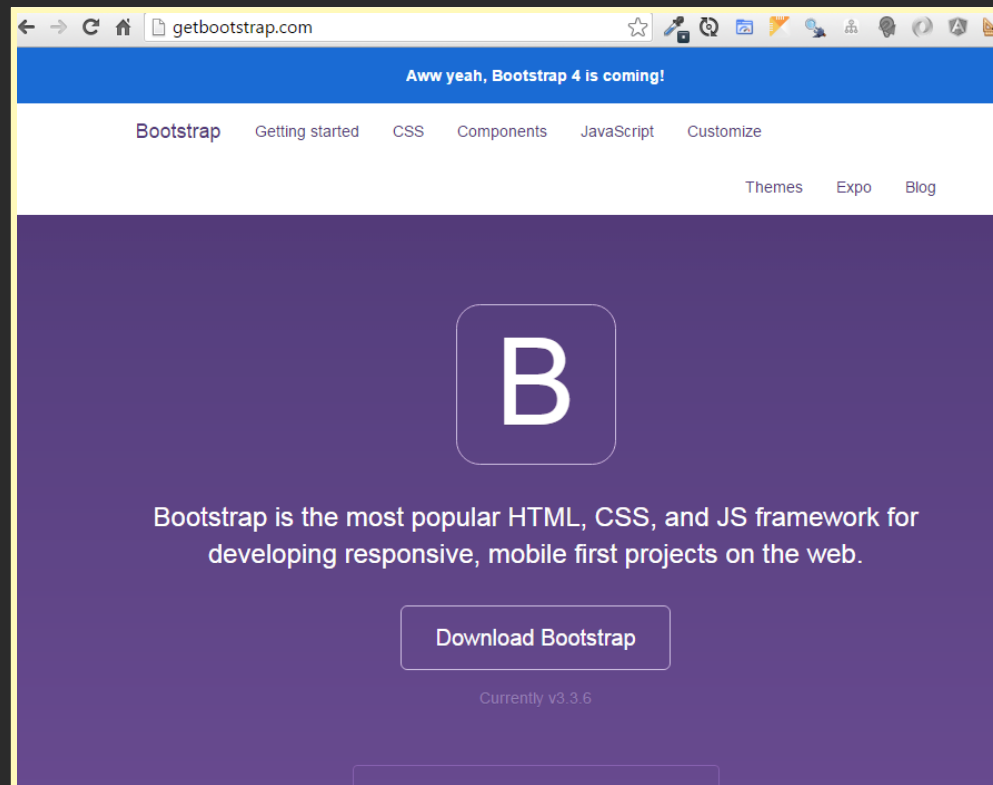 getbootstrap.com
Aww yeah, Bootstrap 4 is coming!
Bootstrap Getting started CSS Components JavaScript Customize
Themes Expo Blog
B
Bootstrap is the most popular HTML, CSS, and JS framework for
developing responsive, mobile first projects on the web.
Download Bootstrap
Currently v3.3.6